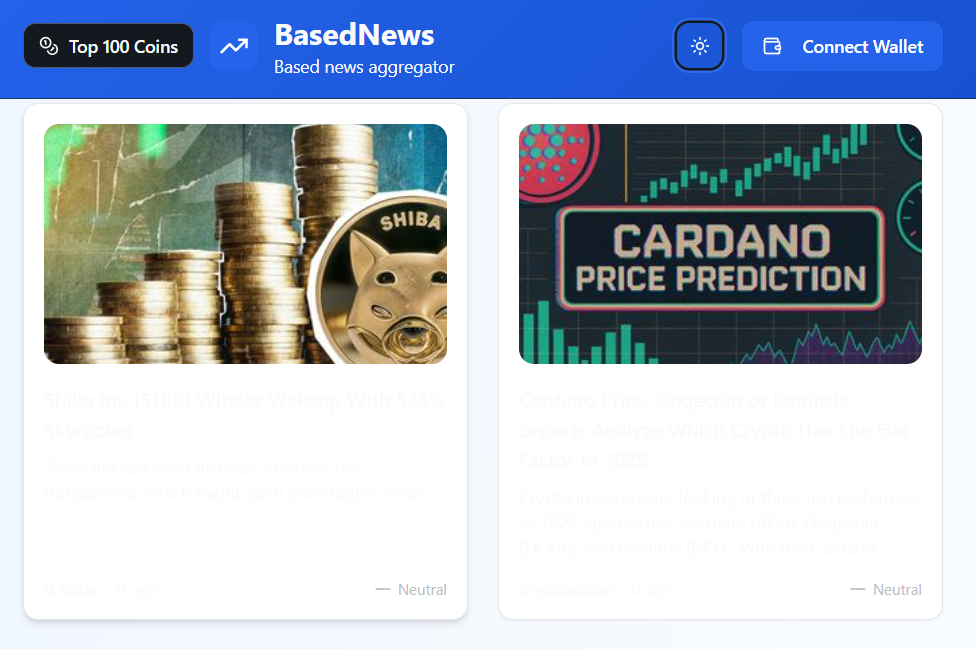 Top 100 Coins
BasedNews
Based news aggregator
Connect Wallet
SHIBA
CARDANO
PRICE PREDICTION
Shiba Inu (SHIB) Whales Wakeup With 525%
Skyrocket
Shiba Inu saw solid increase in whale-tier
transactions, which might push price higher soon...
U.Today 1h ago
Neutral
Cardano Price, Dogecoin or Remittix:
Experts Analyze Which Crypto Has The 50x
Factor In 2025
Crypto investors are looking at three top performers
as 2025 approaches: Cardano (ADA), Dogecoin
(DOGE), and Remittix (RTX) . With the Cardano...
Cryptopolitan 1h ago
Neutral